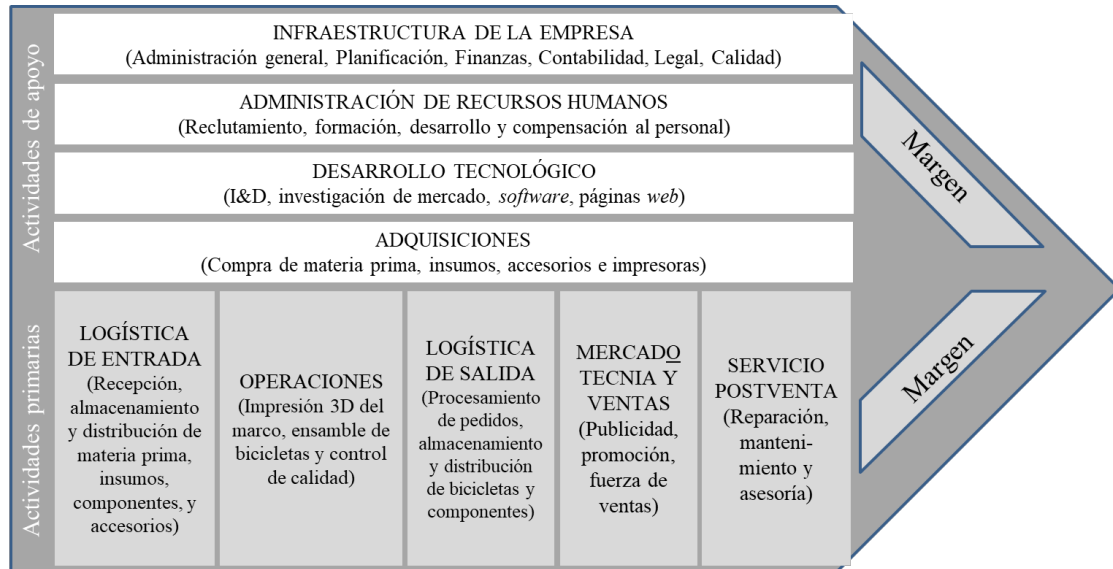 Actividades de apoyo
INFRAESTRUCTURA DE LA EMPRESA
(Administración general, Planificación, Finanzas, Contabilidad, Legal, Calidad)
ADMINISTRACIÓN DE RECURSOS HUMANOS
(Reclutamiento, formación, desarrollo y compensación al personal)
DESARROLLO TECNOLÓGICO
(I&D, investigación de mercado, software, páginas web)
ADQUISICIONES
(Compra de materia prima, insumos, accesorios e impresoras)
Margen
Actividades primarias
LOGÍSTICA
DE ENTRADA
(Recepción,
almacenamiento
y distribución de
materia prima,
insumos,
componentes, y
accesorios)
OPERACIONES
(Impresión 3D del
marco, ensamble de
bicicletas y control
de calidad)
LOGÍSTICA
DE SALIDA
(Procesamiento
de pedidos,
almacenamiento
y distribución
de bicicletas y
componentes)
MERCADO
TECNIA Y
VENTAS
(Publicidad,
promoción,
fuerza de
ventas)
SERVICIO
POSTVENTA
(Reparación,
manteni-
miento y
asesoría)
Margen